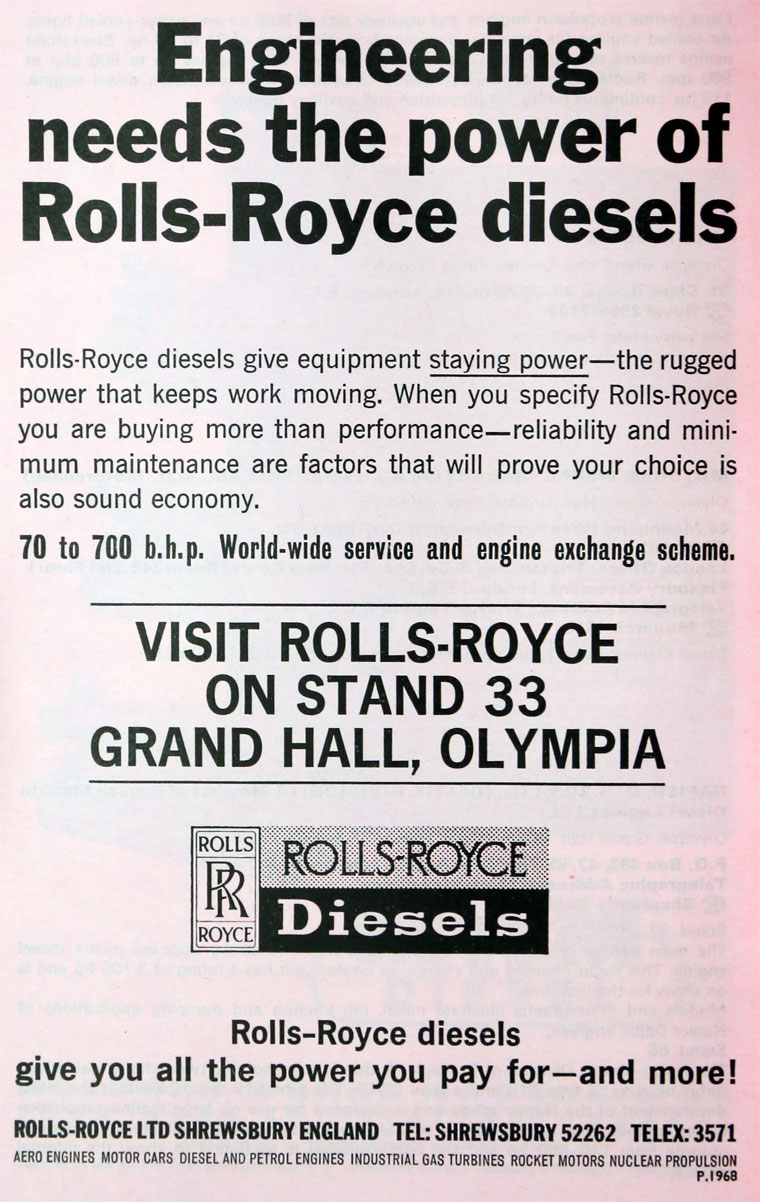 Engineering
needs the power of
Rolls-Royce diesels
Rolls-Royce diesels give equipment staying power—the rugged
power that keeps work moving. When you specify Rolls-Royce
you are buying more than performance—reliability and mini-
mum maintenance are factors that will prove your choice is
also sound economy.
70 to 700 b.h.p. World-wide service and engine exchange scheme.
VISIT ROLLS-ROYCE
ON STAND 33
GRAND HALL, OLYMPIA
ROLLS
RR
ROYCE
ROLLS-ROYCE
Diesels
Rolls-Royce diesels
give you all the power you pay for—and more!
ROLLS-ROYCE LTD SHREWSBURY ENGLAND TEL: SHREWSBURY 52262 TELEX: 3571
AERO ENGINES MOTOR CARS DIESEL AND PETROL ENGINES INDUSTRIAL GAS TURBINES ROCKET MOTORS NUCLEAR PROPULSION
P.1968